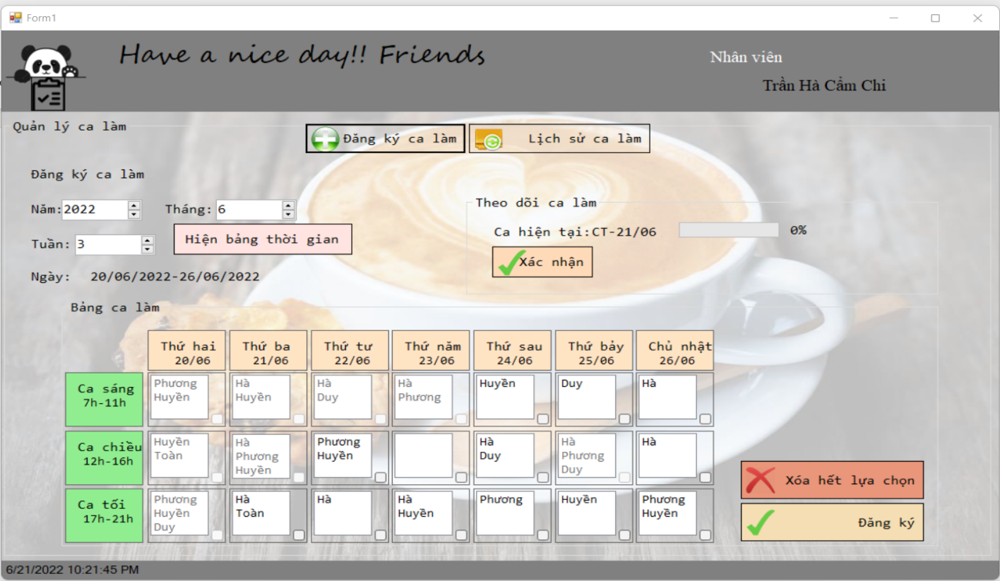 Form1
Have a nice day!! Friends
Nhân viên
Trần Hà Cẩm Chi
Quản lý ca làm
Đăng ký ca làm
Lịch sử ca làm
Đăng ký ca làm
Năm: 2022
Tháng: 6
Tuần: 3
Hiện bảng thời gian
Ngày: 20/06/2022-26/06/2022
Theo dõi ca làm
Ca hiện tại:CT-21/06
0%
Xác nhận
Bảng ca làm
Thứ hai
20/06
Thứ ba
21/06
Thứ tư
22/06
Thứ năm
23/06
Thứ sau
24/06
Thứ bảy
25/06
Chủ nhật
26/06
Ca sáng
7h-11h
Phương
Huyền
Hà
Huyền
Hà
Duy
Hà
Phương
Huyền
Duy
Hà
Ca chiều
12h-16h
Huyền
Toàn
Hà
Phương
Huyền
Phương
Huyền
Hà
Duy
Hà
Phương
Duy
Hà
Ca tối
17h-21h
Phương
Huyền
Duy
Hà
Toàn
Hà
Hà
Huyền
Phương
Huyền
Phương
Huyền
Xóa hết lựa chọn
Đăng ký
6/21/2022 10:21:45 PM